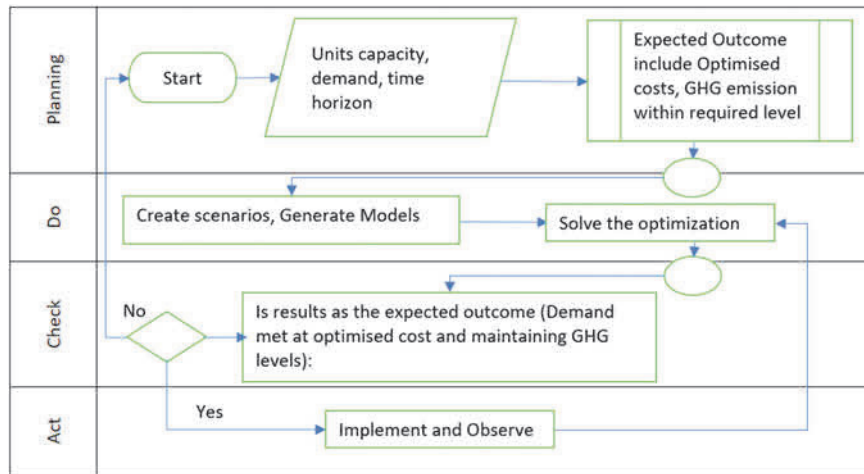 Planning
Start
Units capacity,
demand, time
horizon
Expected Outcome
include Optimised
costs, GHG emission
within required level
Do
Create scenarios, Generate Models
Solve the optimization
Check
No
Is results as the expected outcome (Demand
met at optimised cost and maintaining GHG
levels):
Act
Yes
Implement and Observe